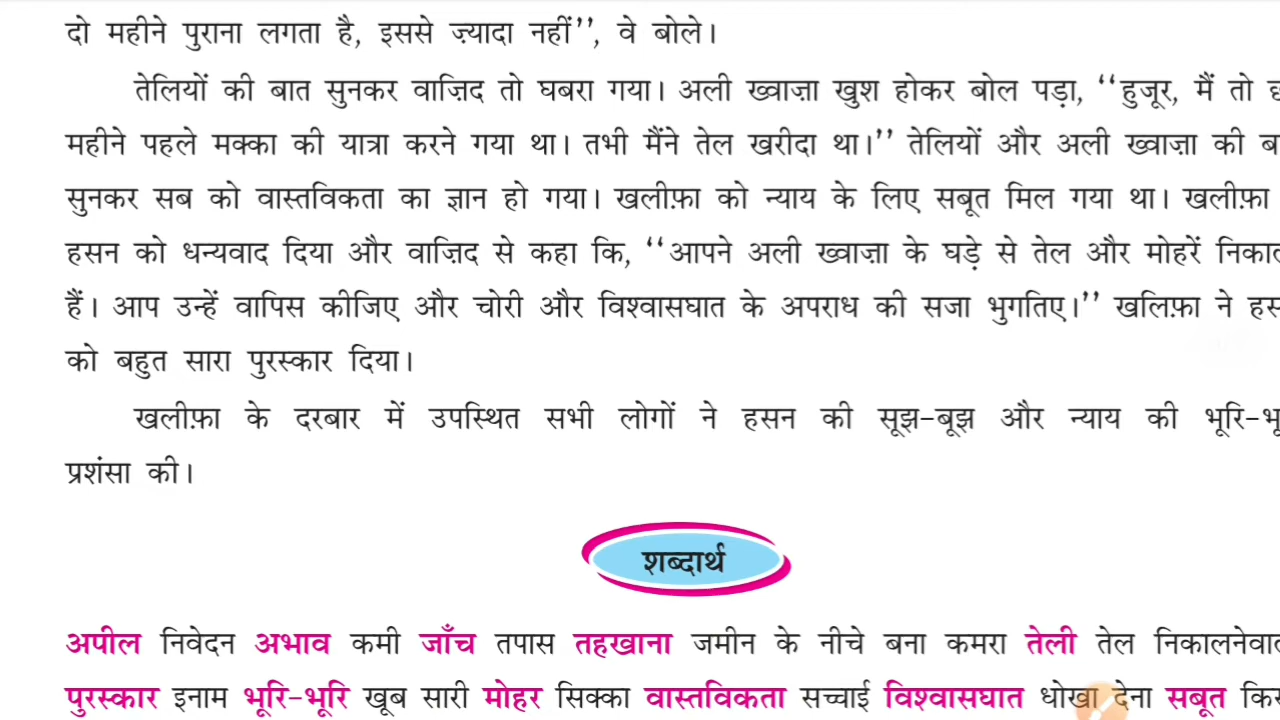 दो महीने पुराना लगता है, इससे ज़्यादा नहीं’’, वे बोले।
तेलियों की बात सुनकर वाज़िद तो घबरा गया। अली ख्वाज़ा खुश होकर बोल पड़ा, ‘‘हुजूर, मैं तो
महीने पहले मक्का की यात्रा करने गया था। तभी मैंने तेल खरीदा था।’’ तेलियों और अली ख्वाज़ा की
सुनकर सब को वास्तविकता का ज्ञान हो गया। खलीफ़ा को न्याय के लिए सबूत मिल गया था। खलीफ़ा
हसन को धन्यवाद दिया और वाज़िद से कहा कि, ‘‘आपने अली ख्वाज़ा के घड़े से तेल और मोहरें
हैं। आप उन्हें वापिस कीजिए और चोरी और विश्वासघात के अपराध की सजा भुगतिए।’’ खलिफ़ा ने
को बहुत सारा पुरस्कार दिया।
खलीफ़ा के दरबार में उपस्थित सभी लोगों ने हसन की सूझ-बूझ और न्याय की
प्रशंसा की।
शब्दार्थ
अपील निवेदन अभाव कमी जाँच तपास तहखाना जमीन के नीचे बना कमरा तेली तेल
पुरस्कार इनाम भूरि-भूरि खूब सारी मोहर सिक्का वास्तविकता सच्चाई विश्वासघात धोखा देना सबूत